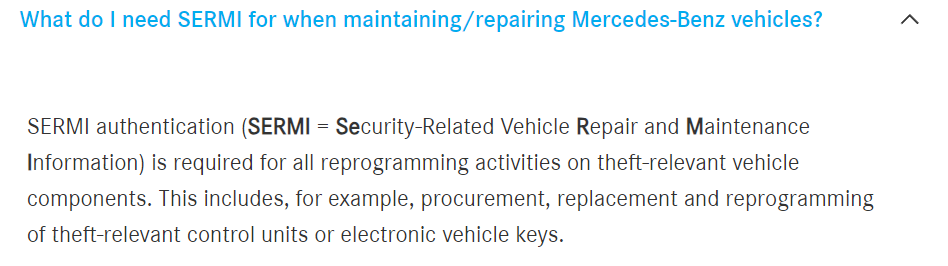 What do I need SERMI for when maintaining/repairing Mercedes-Benz vehicles?
SERMI authentication (SERMI = Security-Related Vehicle Repair and Maintenance
Information) is required for all reprogramming activities on theft-relevant vehicle
components. This includes, for example, procurement, replacement and reprogramming
of theft-relevant control units or electronic vehicle keys.